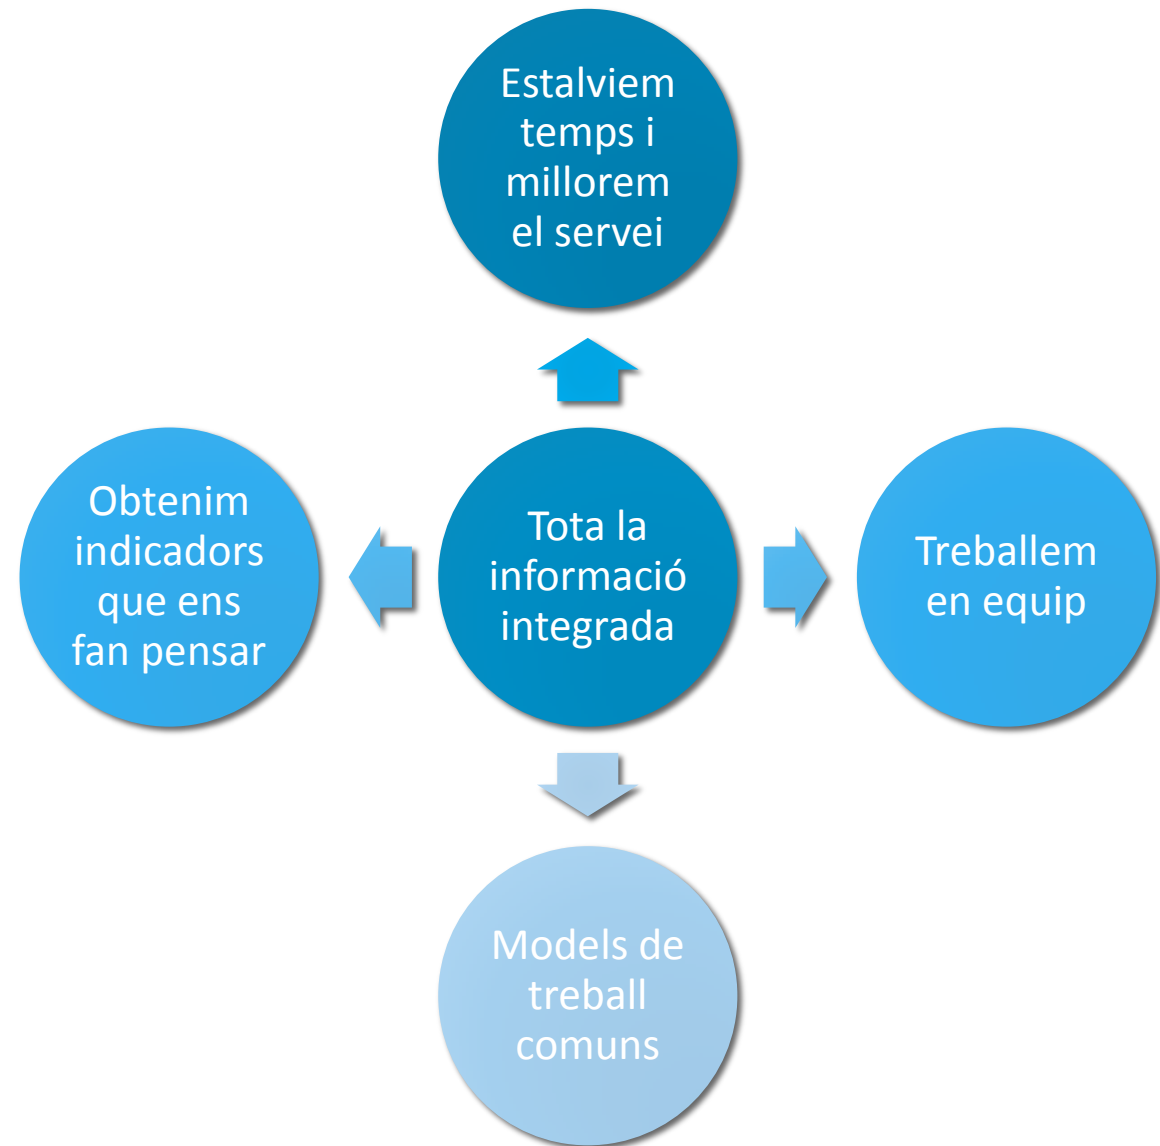 Estalviem
temps i
millorem
el servei
Obtenim
indicadors
que ens
fan pensar
Tota la
informació
integrada
Treballem
en equip
Models de
treball
comuns